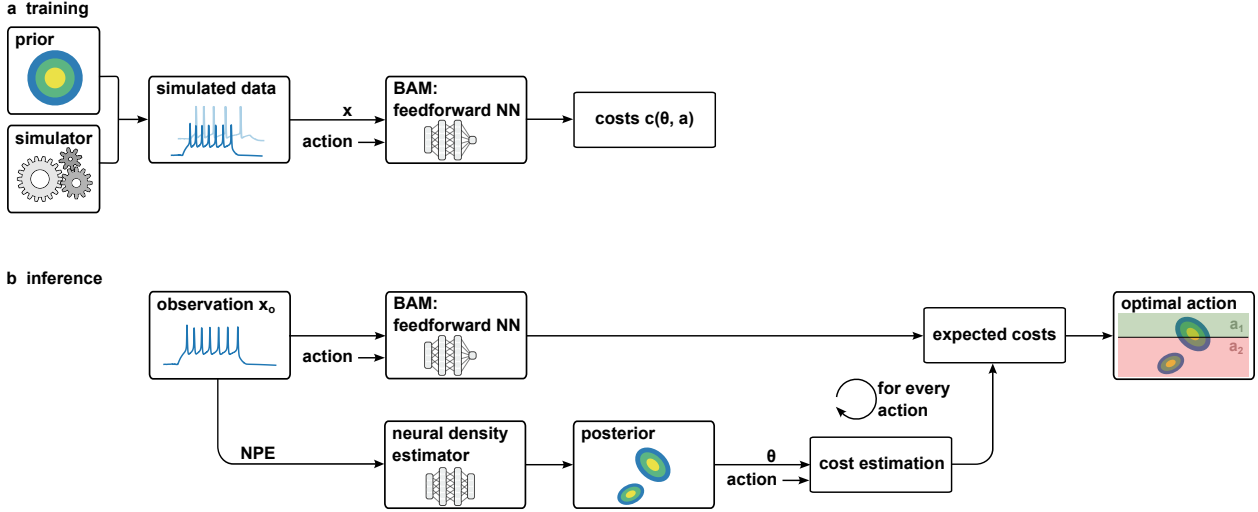 a training
prior
simulator
simulated data
x
action
BAM:
feedforward NN
costs c(θ, a)
b inference
observation xₒ
action
BAM:
feedforward NN
expected costs
optimal action
a₁
a₂
for every
action
NPE
neural density
estimator
posterior
θ
action
cost estimation